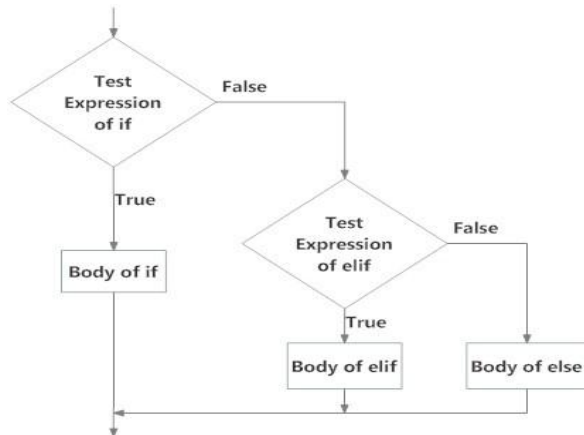 Test
Expression
of if
False
True
Test
Expression
of elif
False
Body of if
True
Body of elif
Body of else